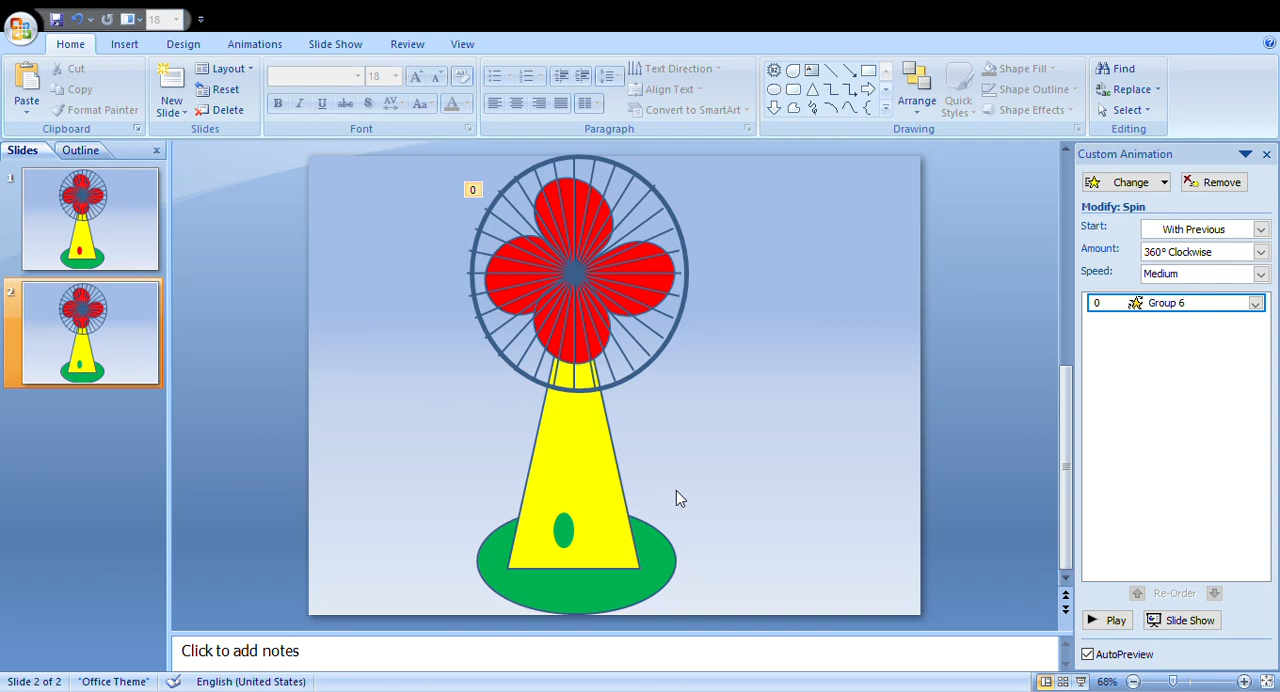 18
Home Insert Design Animations Slide Show Review View
Paste
Cut
Copy
Format Painter
Clipboard
New Slide
Layout
Reset
Delete
Slides
18
B I U abc S AV Aa A
Font
Text Direction
Align Text
Convert to SmartArt
Paragraph
Arrange
Quick Styles
Shape Fill
Shape Outline
Shape Effects
Drawing
Find
Replace
Select
Editing
Slides Outline
1
2
0
Custom Animation
Change Remove
Modify: Spin
Start: With Previous
Amount: 360° Clockwise
Speed: Medium
0 Group 6
Re-Order
Play Slide Show
AutoPreview
Click to add notes
Slide 2 of 2 "Office Theme" English (United States) 68%